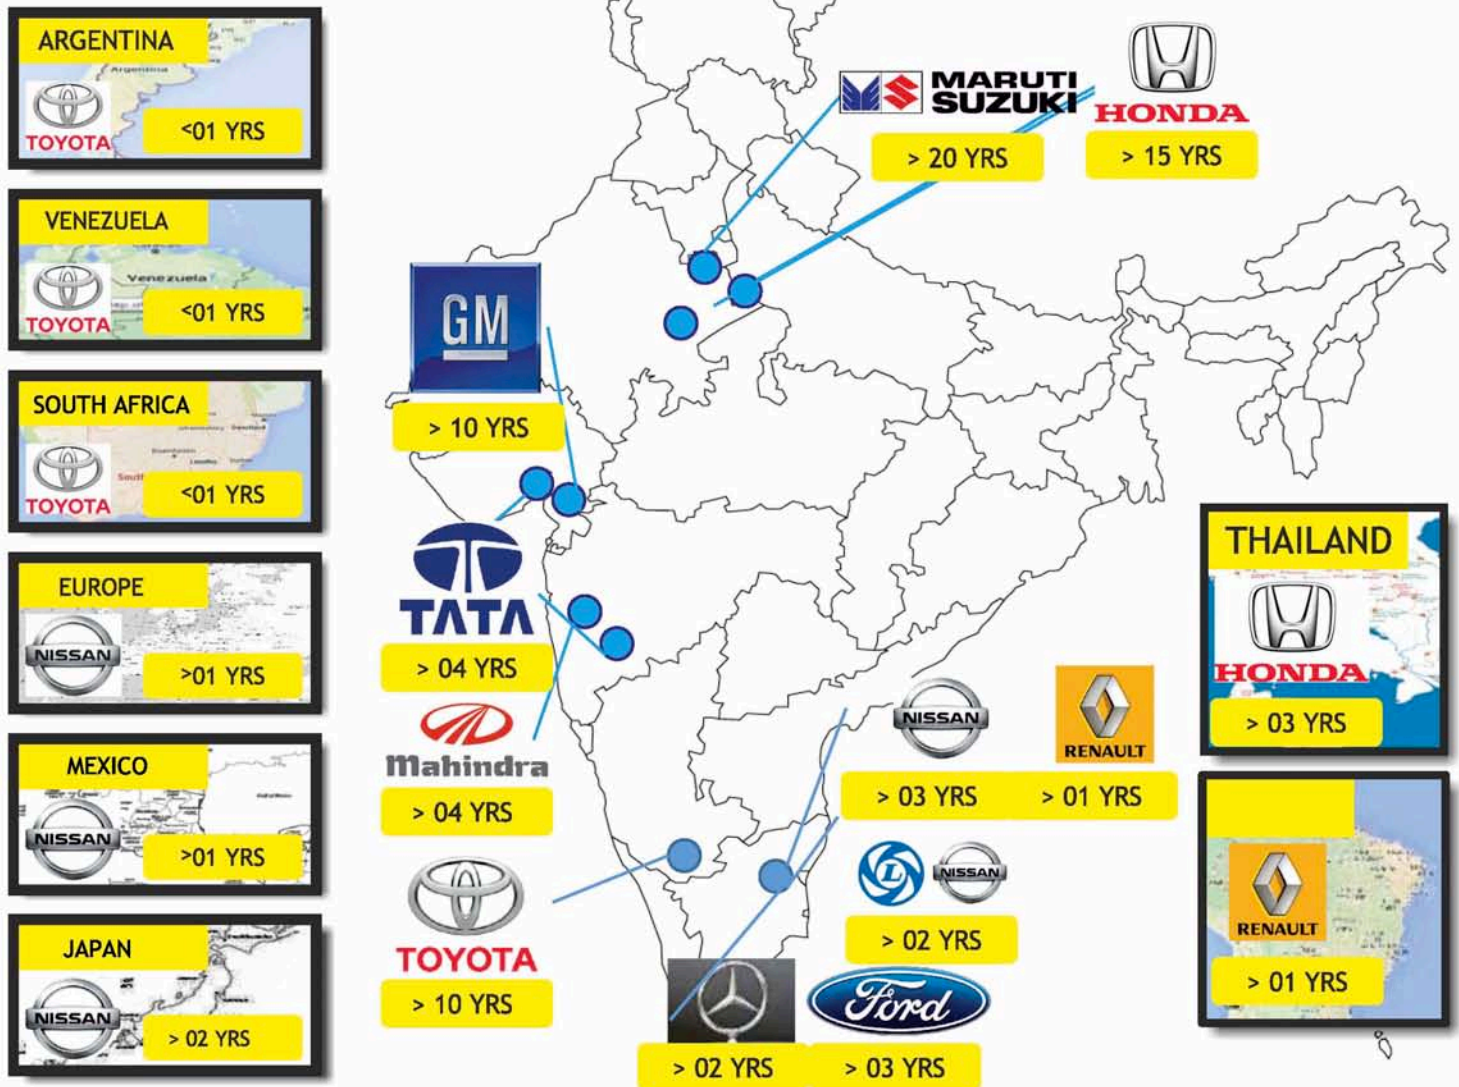 ARGENTINA
Argentina
TOYOTA
<01 YRS
VENEZUELA
Venezuela
TOYOTA
<01 YRS
SOUTH AFRICA
South
TOYOTA
<01 YRS
EUROPE
NISSAN
>01 YRS
MEXICO
NISSAN
>01 YRS
JAPAN
NISSAN
> 02 YRS
MARUTI
SUZUKI
> 20 YRS
HONDA
> 15 YRS
GM
> 10 YRS
TATA
> 04 YRS
Mahindra
> 04 YRS
TOYOTA
> 10 YRS
NISSAN
> 03 YRS
RENAULT
> 01 YRS
L
NISSAN
> 02 YRS
> 02 YRS
Ford
> 03 YRS
THAILAND
HONDA
> 03 YRS
RENAULT
> 01 YRS